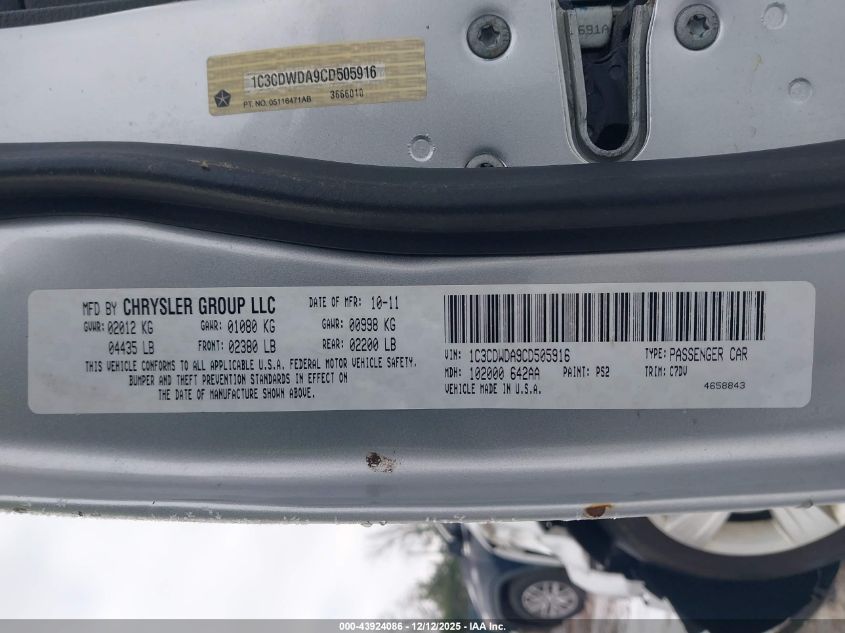 1C3CDWDA9CD505916
PT. NO. 05116471AB 3666010
MFD BY CHRYSLER GROUP LLC DATE OF MFR: 10-11
GVWR: 02012 KG GAWR: 01080 KG GAWR: 00998 KG
04435 LB FRONT: 02380 LB REAR: 02200 LB
THIS VEHICLE CONFORMS TO ALL APPLICABLE U.S.A. FEDERAL MOTOR VEHICLE SAFETY,
BUMPER AND THEFT PREVENTION STANDARDS IN EFFECT ON
THE DATE OF MANUFACTURE SHOWN ABOVE.
VIN: 1C3CDWDA9CD505916 TYPE: PASSENGER CAR
MDH: 102000 642AA PAINT: PS2 TRIM: C7DV
VEHICLE MADE IN U.S.A. 4658843
000-43924086 - 12/12/2025 - IAA Inc.